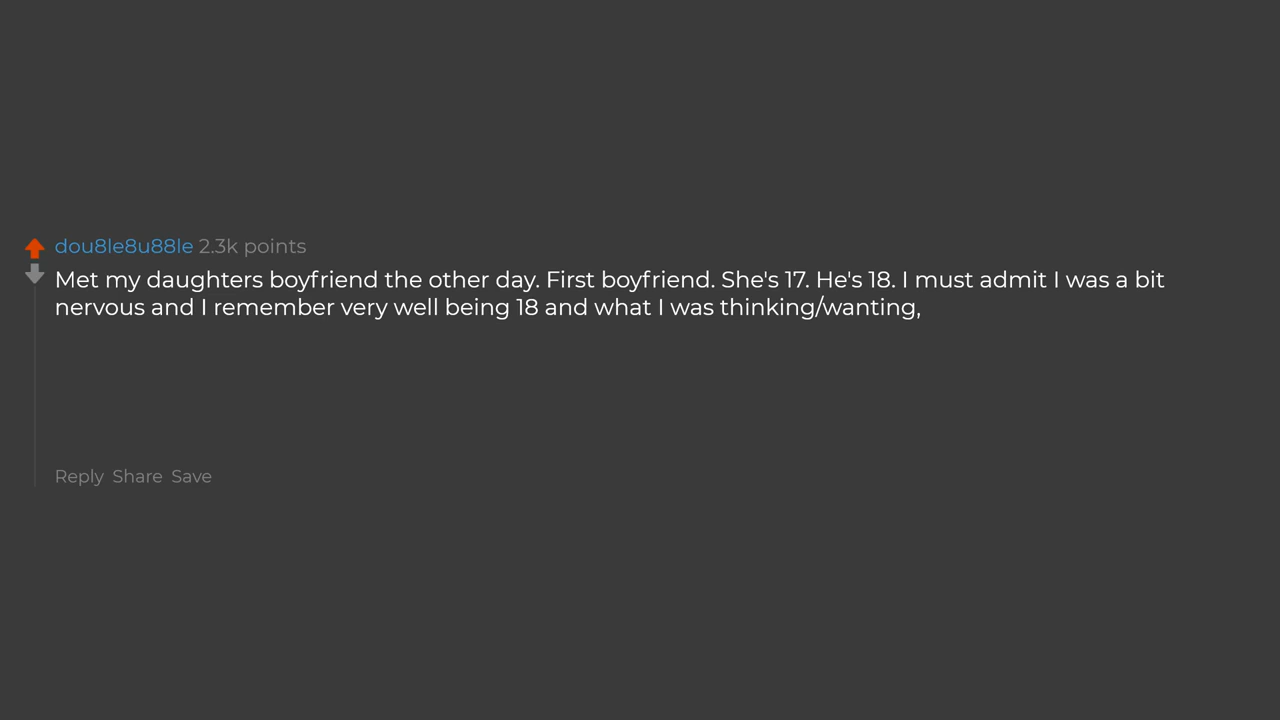 dou8le8u88le 2.3k points
Met my daughters boyfriend the other day. First boyfriend. She's 17. He's 18. I must admit I was a bit
nervous and I remember very well being 18 and what I was thinking/wanting,
Reply Share Save